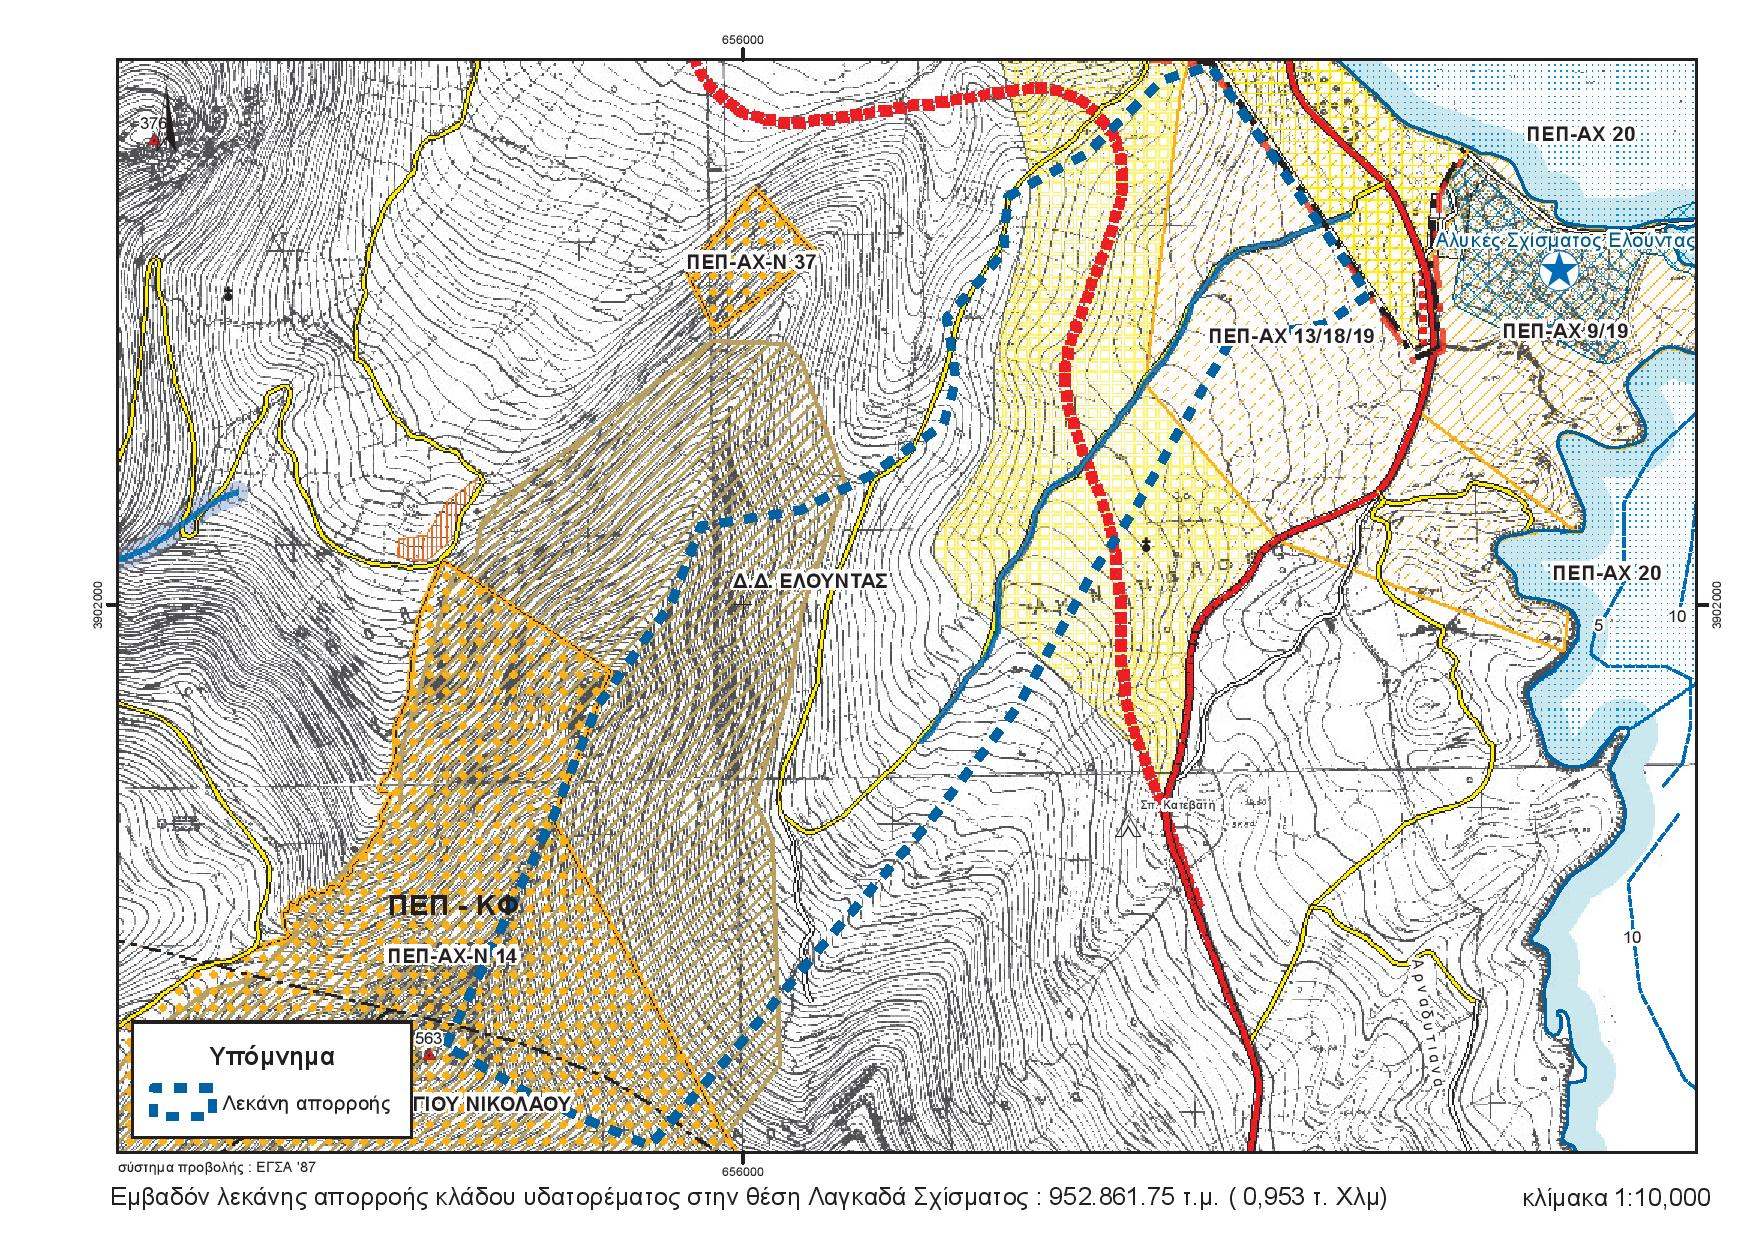 656000
376
ΠΕΠ-ΑΧ 20
Αλυκές Σχίσματος Ελούντας
ΠΕΠ-ΑΧ-Ν 37
ΠΕΠ-ΑΧ 13/18/19
ΠΕΠ-ΑΧ 9/19
Δ.Δ. ΕΛΟΥΝΤΑΣ
ΠΕΠ-ΑΧ 20
3902000
3902000
10
5
Σπ. Κατεβατή
ΠΕΠ - ΚΦ
10
ΠΕΠ-ΑΧ-Ν 14
563
Υπόμνημα
Λεκάνη απορροής
ΓΙΟΥ ΝΙΚΟΛΑΟΥ
σύστημα προβολής : ΕΓΣΑ '87
656000
Εμβαδόν λεκάνης απορροής κλάδου υδατορέματος στην θέση Λαγκαδά Σχίσματος : 952.861.75 τ.μ. ( 0,953 τ. Χλμ)
κλίμακα 1:10,000